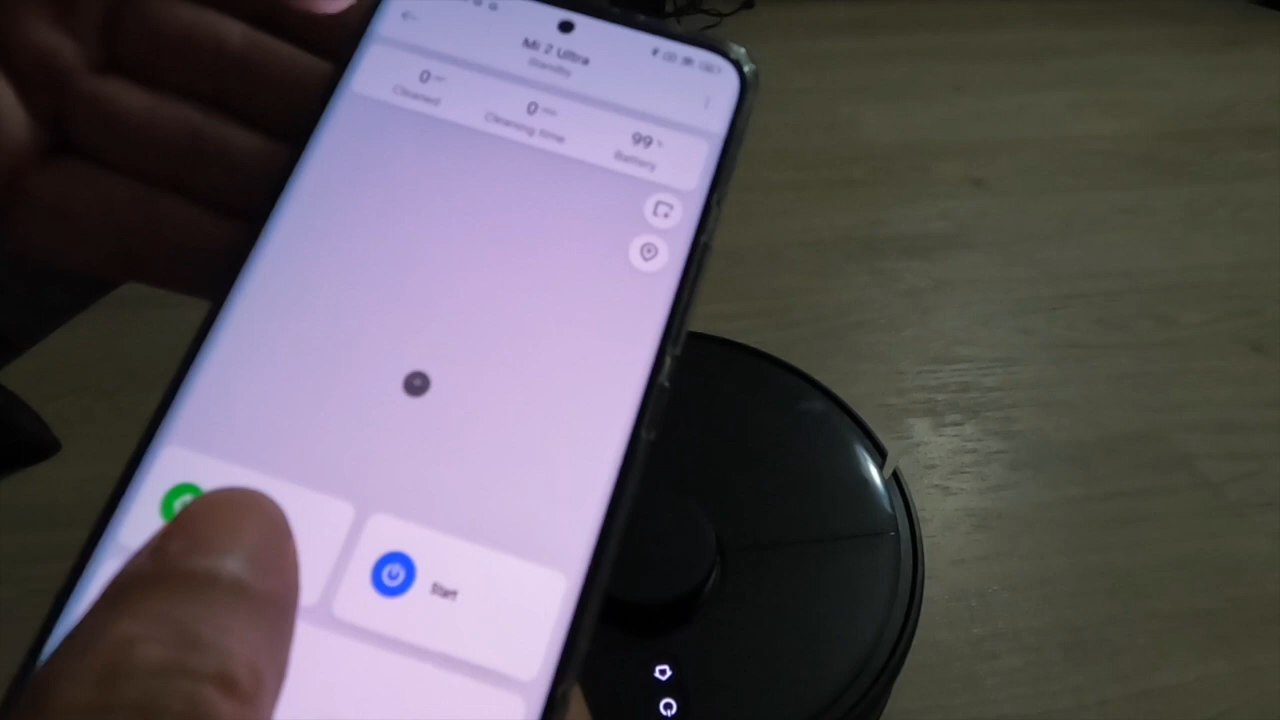 Mi 2 Ultra
Standby
0
Cleaned
0
Cleaning time
99 %
Battery
Start